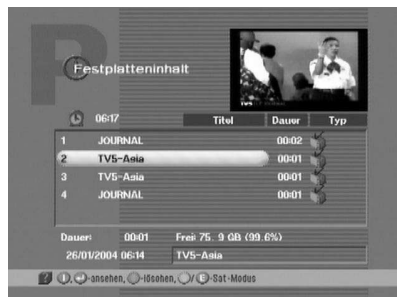 Festplatteninhalt
06:17
Titel Dauer Typ
1 JOURNAL 00:02
2 TV5-Asia 00:01
3 TV5-Asia 00:01
4 JOURNAL 00:01
Dauer: 00:01 Frei: 75. 9 GB (99.6%)
26/01/2004 06:14 TV5-Asia
-ansehen, -löschen, / -Sat-Modus